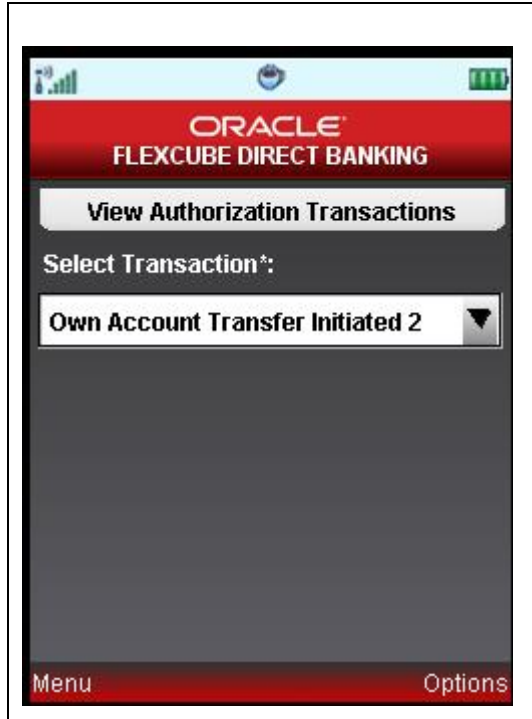 ORACLE
FLEXCUBE DIRECT BANKING
View Authorization Transactions
Select Transaction*:
Own Account Transfer Initiated 2
Menu Options